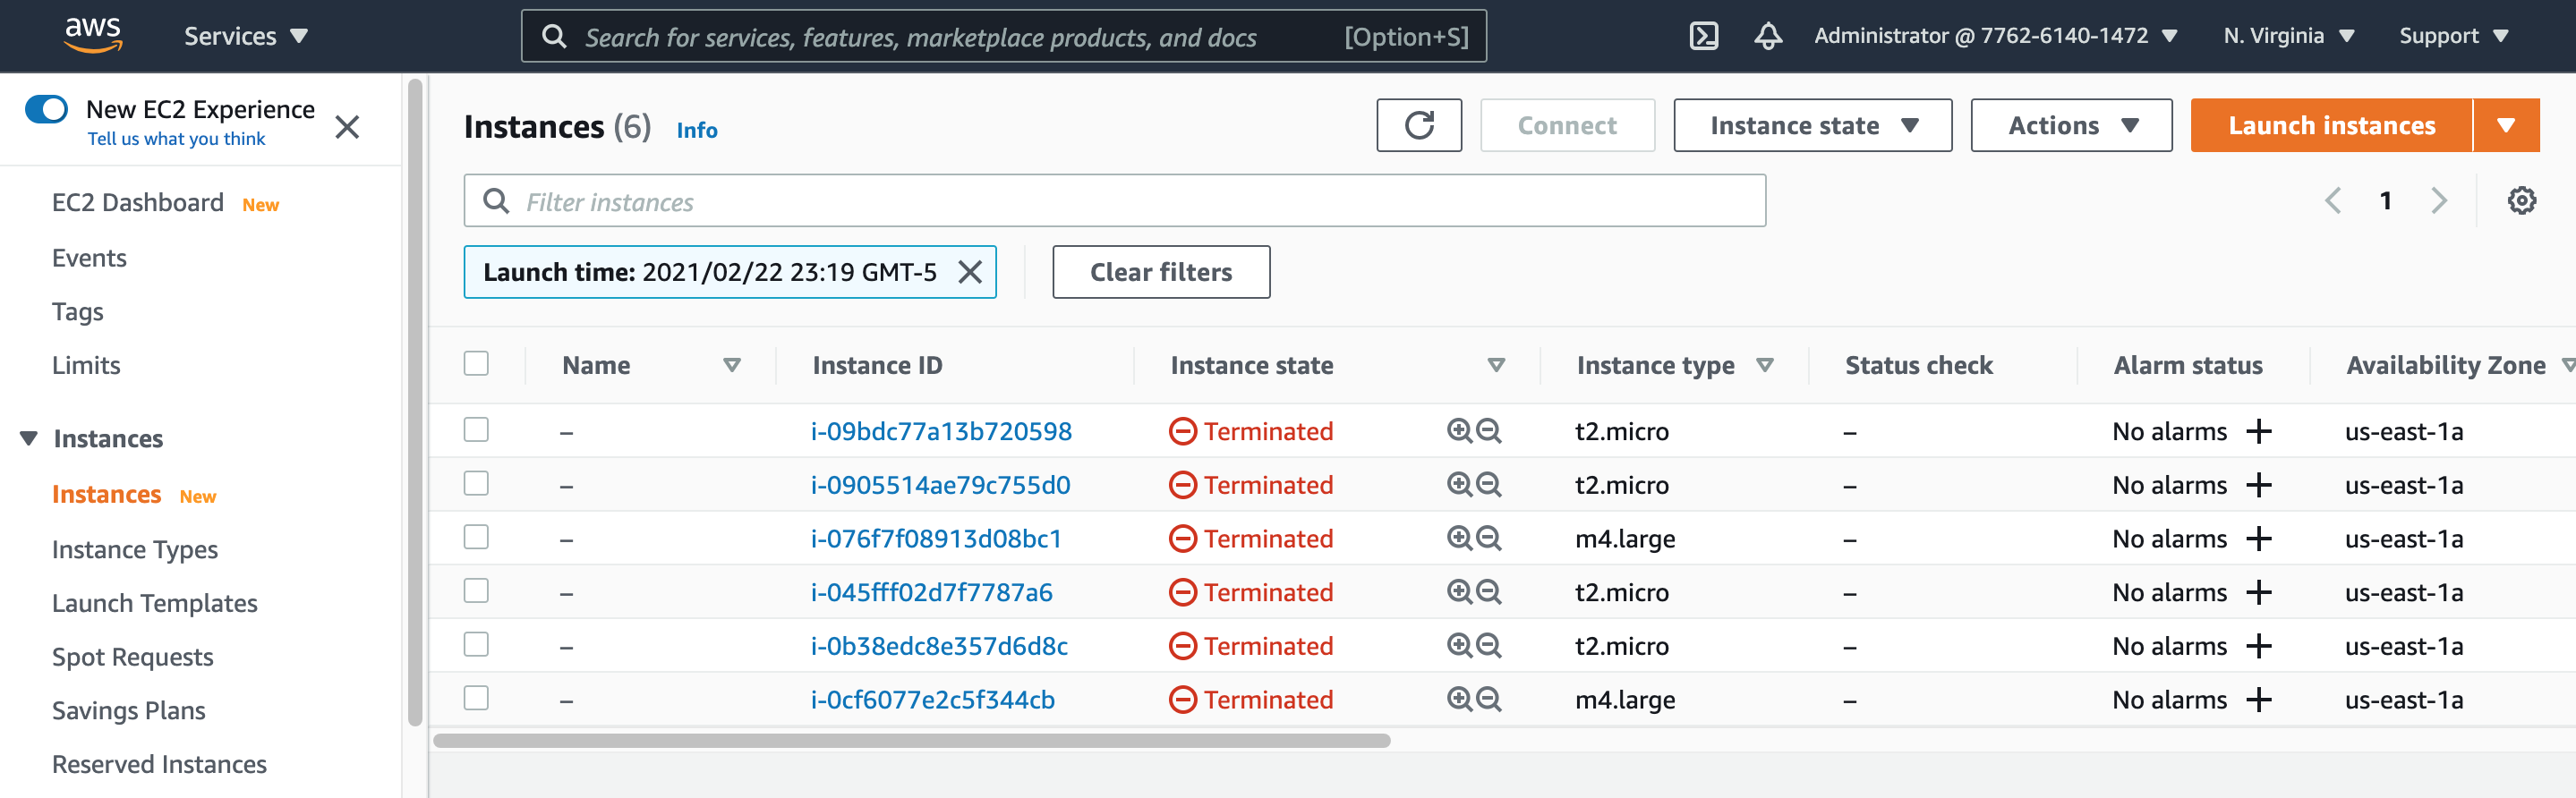 aws
Services
Search for services, features, marketplace products, and docs [Option+S]
Administrator @ 7762-6140-1472
N. Virginia
Support
New EC2 Experience
Tell us what you think
EC2 Dashboard New
Events
Tags
Limits
Instances
Instances New
Instance Types
Launch Templates
Spot Requests
Savings Plans
Reserved Instances
Instances (6) Info
Connect
Instance state
Actions
Launch instances
Filter instances
1
Launch time: 2021/02/22 23:19 GMT-5
Clear filters
Name Instance ID Instance state Instance type Status check Alarm status Availability Zone
– i-09bdc77a13b720598 Terminated t2.micro – No alarms + us-east-1a
– i-0905514ae79c755d0 Terminated t2.micro – No alarms + us-east-1a
– i-076f7f08913d08bc1 Terminated m4.large – No alarms + us-east-1a
– i-045fff02d7f7787a6 Terminated t2.micro – No alarms + us-east-1a
– i-0b38edc8e357d6d8c Terminated t2.micro – No alarms + us-east-1a
– i-0cf6077e2c5f344cb Terminated m4.large – No alarms + us-east-1a